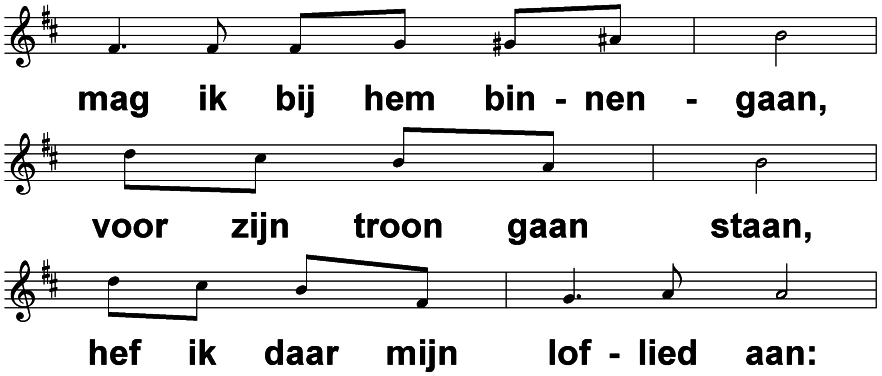 mag ik bij hem bin - nen - gaan,
voor zijn troon gaan staan,
hef ik daar mijn lof - lied aan: